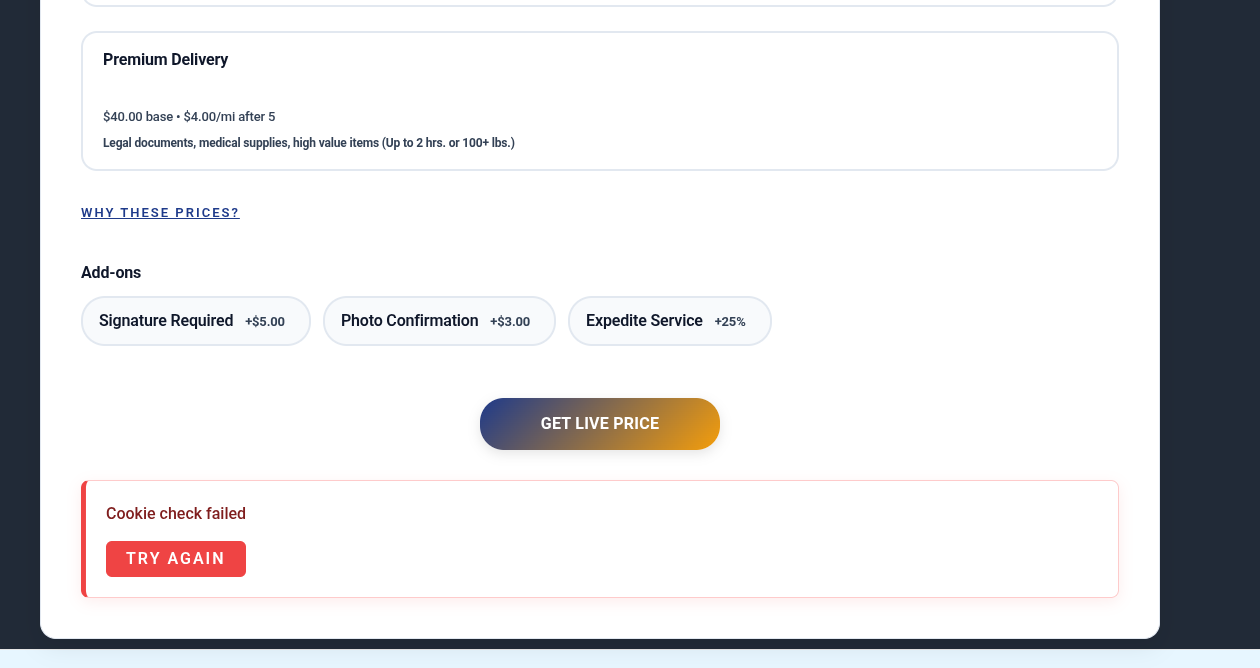 Premium Delivery
$40.00 base • $4.00/mi after 5
Legal documents, medical supplies, high value items (Up to 2 hrs. or 100+ lbs.)
WHY THESE PRICES?
Add-ons
Signature Required +$5.00 Photo Confirmation +$3.00 Expedite Service +25%
GET LIVE PRICE
Cookie check failed
TRY AGAIN